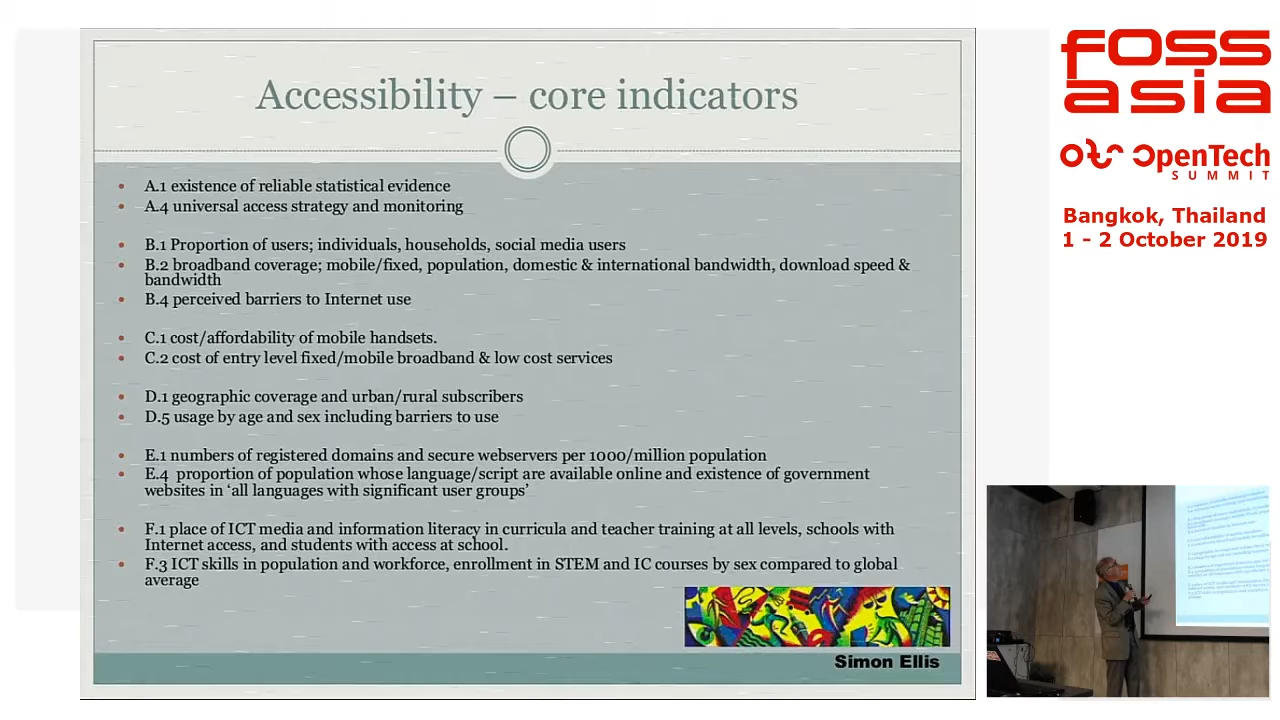 Accessibility – core indicators
• A.1 existence of reliable statistical evidence
• A.4 universal access strategy and monitoring
• B.1 Proportion of users; individuals, households, social media users
• B.2 broadband coverage; mobile/fixed, population, domestic & international bandwidth, download speed &
bandwidth
• B.4 perceived barriers to Internet use
• C.1 cost/affordability of mobile handsets.
• C.2 cost of entry level fixed/mobile broadband & low cost services
• D.1 geographic coverage and urban/rural subscribers
• D.5 usage by age and sex including barriers to use
• E.1 numbers of registered domains and secure webservers per 1000/million population
• E.4 proportion of population whose language/script are available online and existence of government
websites in ‘all languages with significant user groups’
• F.1 place of ICT media and information literacy in curricula and teacher training at all levels, schools with
Internet access, and students with access at school.
• F.3 ICT skills in population and workforce, enrollment in STEM and IC courses by sex compared to global
average
Simon Ellis
foss
asia
OpenTech
SUMMIT
Bangkok, Thailand
1 - 2 October 2019